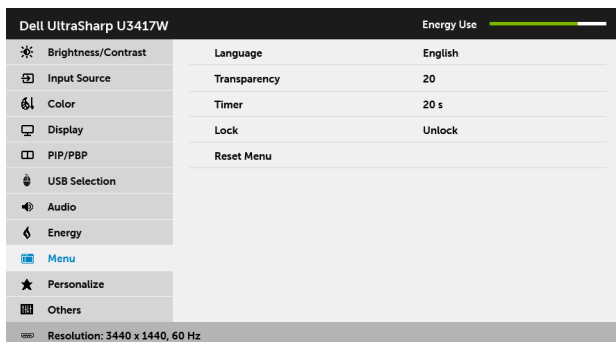 Dell UltraSharp U3417W Energy Use
Brightness/Contrast Language English
Input Source Transparency 20
Color Timer 20 s
Display Lock Unlock
PIP/PBP Reset Menu
USB Selection
Audio
Energy
Menu
Personalize
Others
Resolution: 3440 x 1440, 60 Hz